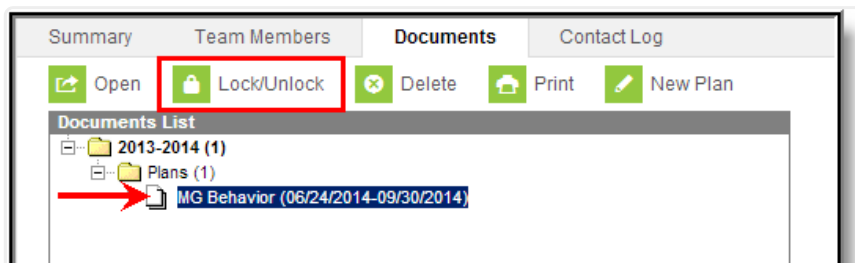 Summary Team Members Documents Contact Log
Open Lock/Unlock Delete Print New Plan
Documents List
2013-2014 (1)
Plans (1)
MG Behavior (06/24/2014-09/30/2014)